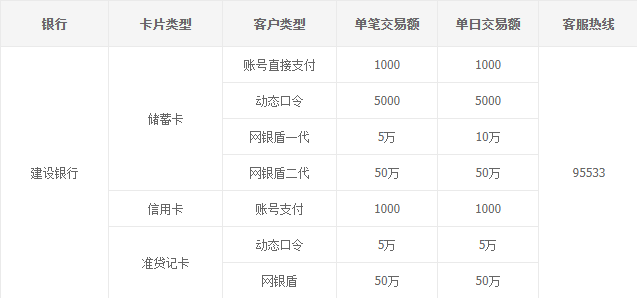 银行 卡片类型 客户类型 单笔交易额 单日交易额 客服热线
账号直接支付 1000 1000
动态口令 5000 5000
储蓄卡
网银盾一代 5万 10万
建设银行 网银盾二代 50万 50万 95533
信用卡 账号支付 1000 1000
动态口令 5万 5万
准贷记卡
网银盾 50万 50万